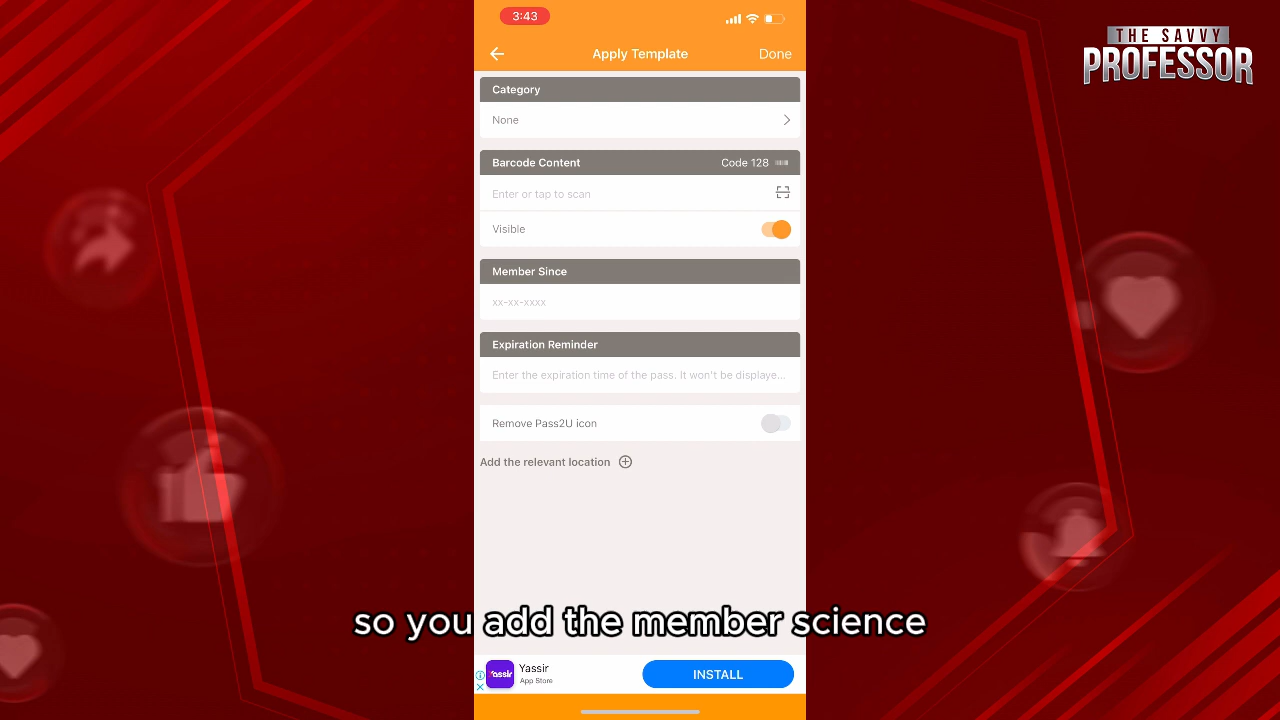 3:43
THE SAVVY
PROFESSOR
Apply Template
Done
Category
None
Barcode Content
Code 128
Enter or tap to scan
Visible
Member Since
xx-xx-xxxx
Expiration Reminder
Enter the expiration time of the pass. It won't be displaye...
Remove Pass2U icon
Add the relevant location
so you add the member science
Yassir
Yassir
App Store
INSTALL